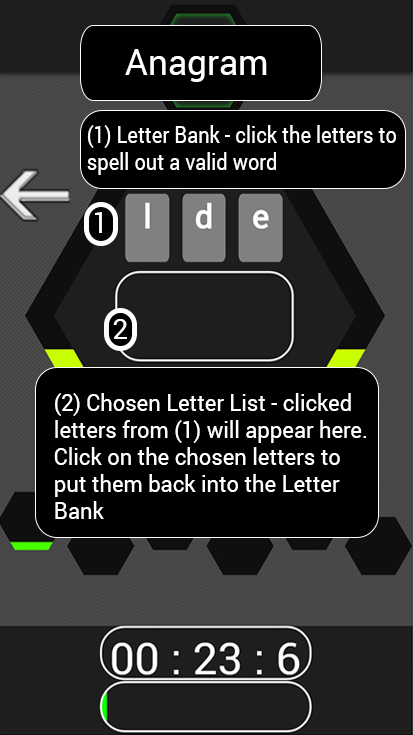 Anagram
(1) Letter Bank - click the letters to
spell out a valid word
1
l d e
2
(2) Chosen Letter List - clicked
letters from (1) will appear here.
Click on the chosen letters to
put them back into the Letter
Bank
00 : 23 : 6